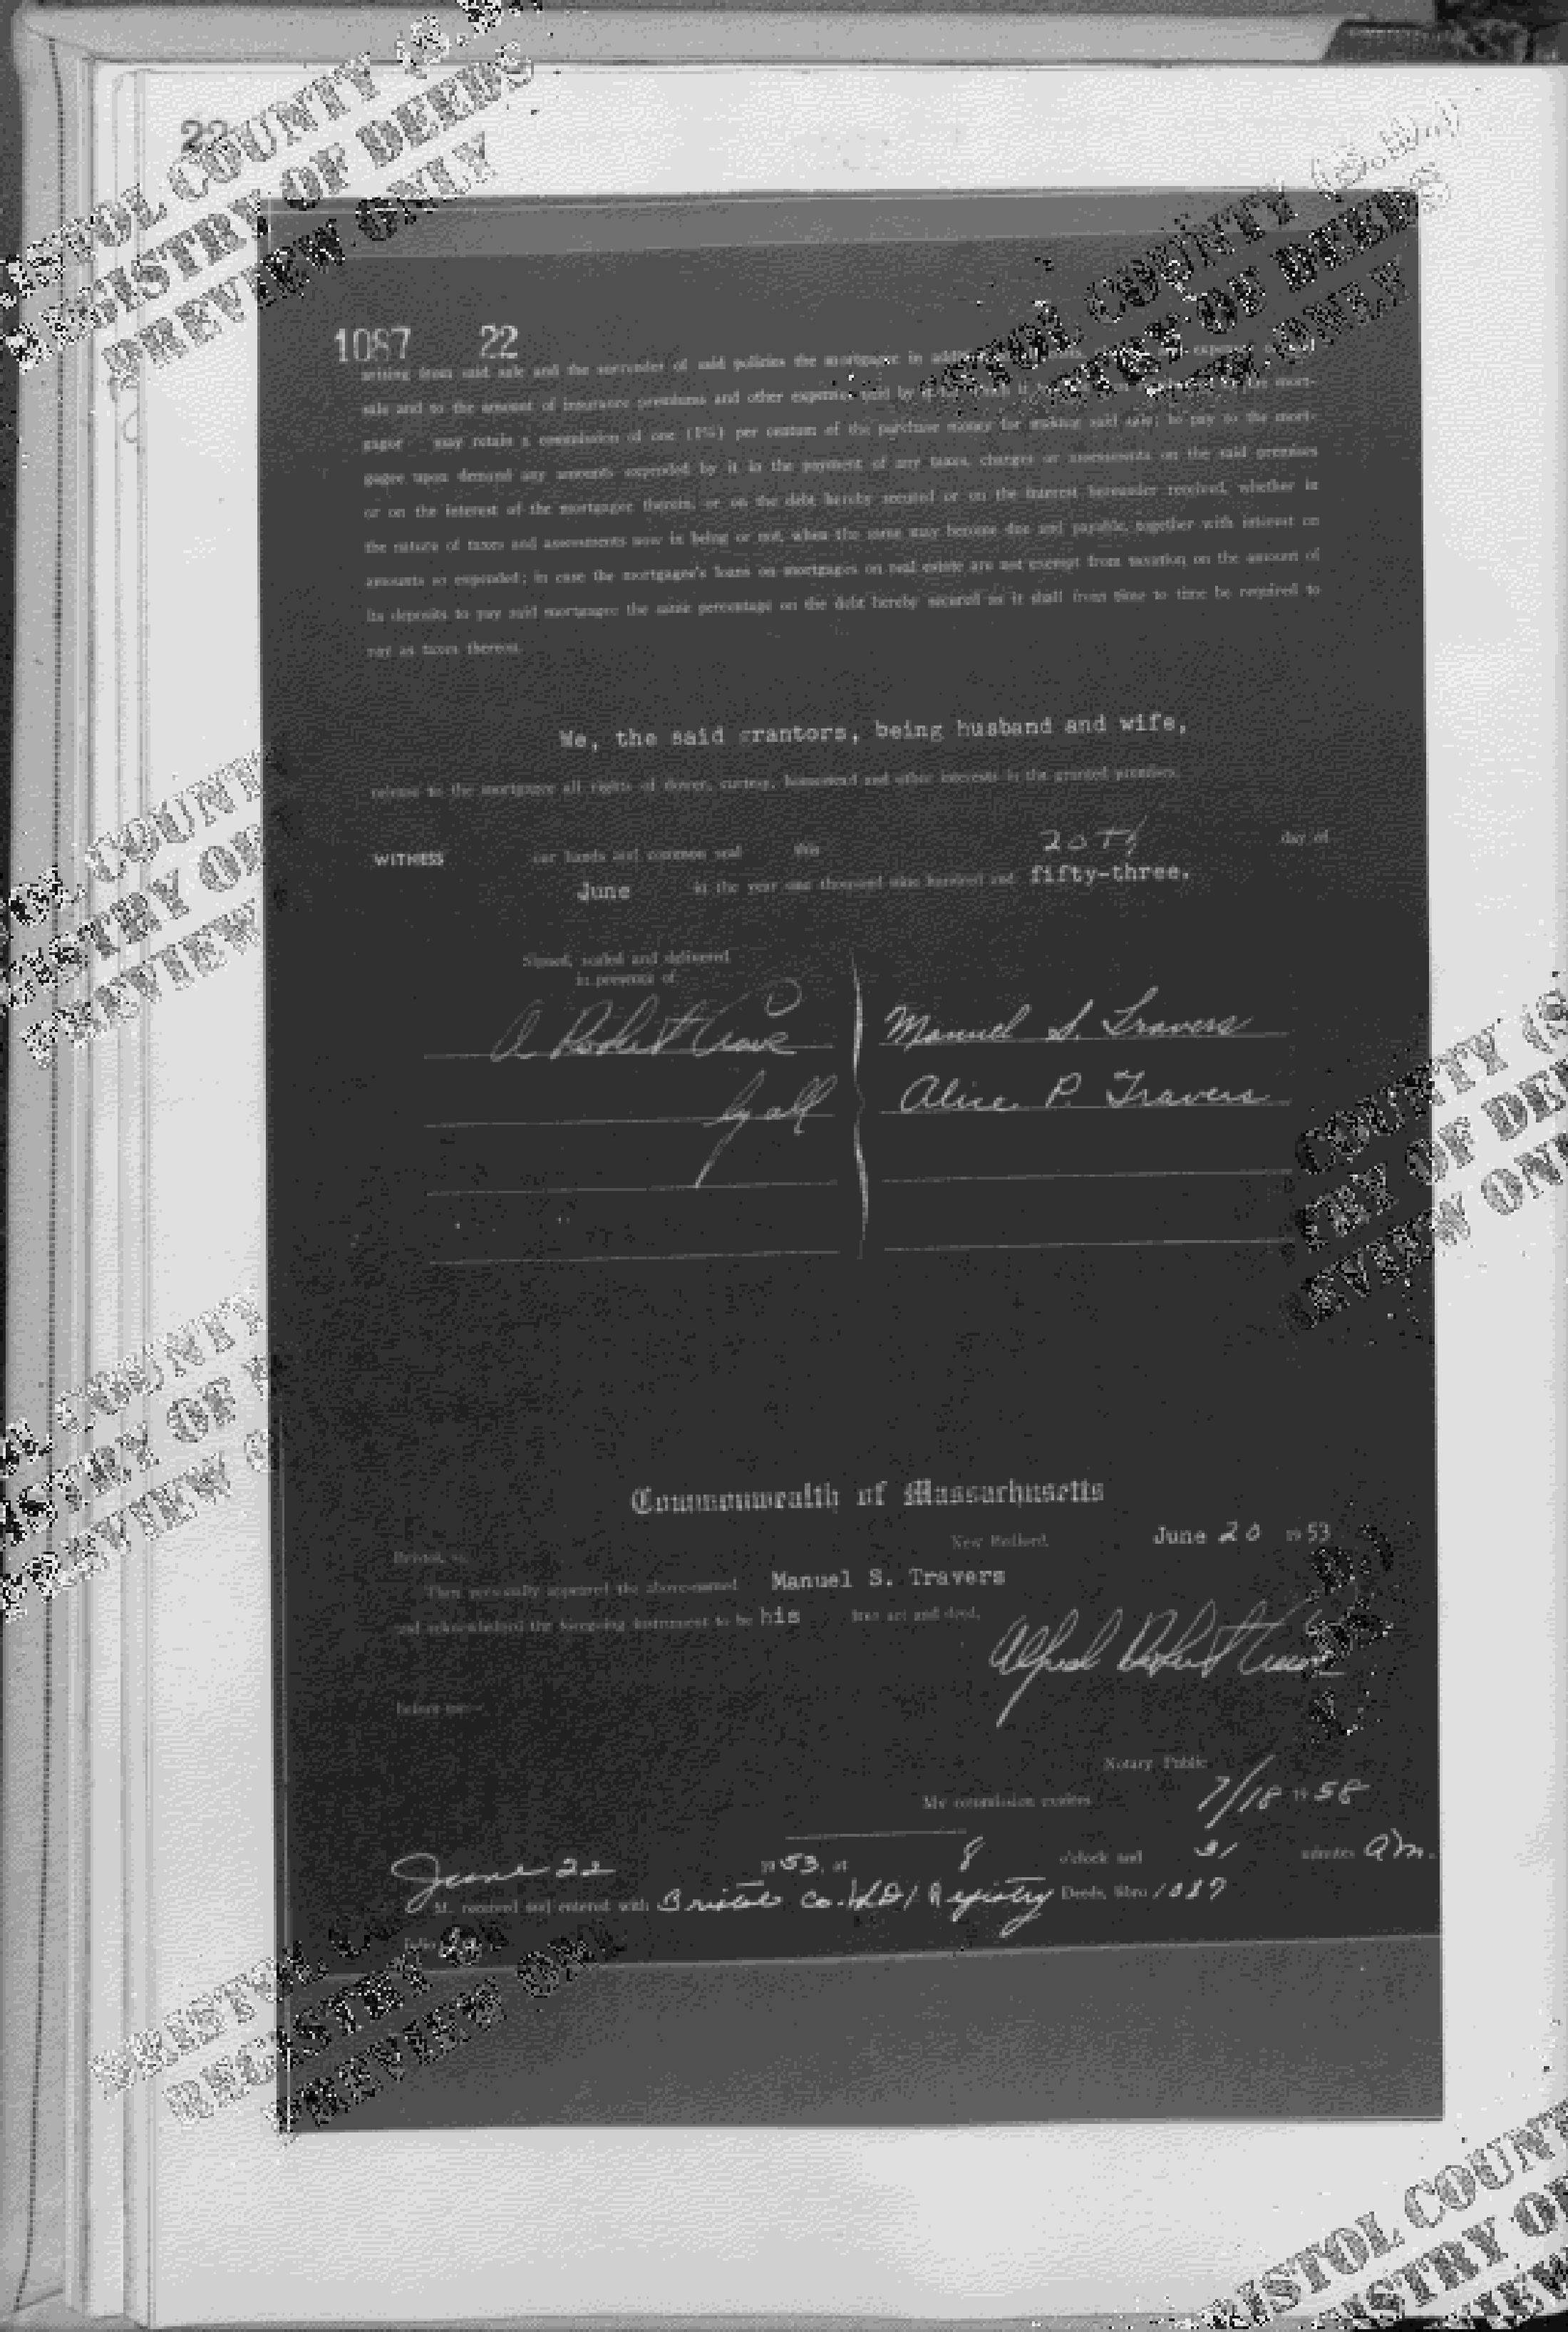 22
1087 22
arising from said sale and the surrender of said policies the mortgagee in addition
sale and to the amount of insurance premiums and other expenses paid by the mort-
gagor may retain a commission of one (1%) per centum of the purchase money for making said sale; to pay to the mort-
gagee upon demand any amounts expended by it in the payment of any taxes, charges or assessments on the said premises
or on the interest of the mortgagee therein, or on the debt hereby secured or on the interest hereunder received, whether in
the nature of taxes and assessments now in being or not, when the same may become due and payable, together with interest on
amounts so expended; in case the mortgagee's loans on mortgages on real estate are not exempt from taxation on the amount of
its deposits to pay said mortgagee the same percentage on the debt hereby secured as it shall from time to time be required to
pay as taxes thereon.
We, the said grantors, being husband and wife,
release to the mortgagee all rights of dower, curtesy, homestead and other interests in the granted premises.
WITNESS our hands and common seal this 20th day of
June in the year one thousand nine hundred and fifty-three.
Signed, sealed and delivered
in presence of
A Robert
by all
Manuel S. Travers
Alice P. Travers
Commonwealth of Massachusetts
Bristol, ss. New Bedford, June 20 1953
Then personally appeared the above-named Manuel S. Travers
and acknowledged the foregoing instrument to be his free act and deed,
before me—
Alfred Robert
Notary Public
My commission expires 7/18 1958
June 22 1953, at 8 o'clock and 31 minutes a.m.
M. received and entered with Bristol Co. Registry Deeds, libro 1087
folio
BRISTOL COUNTY (S.D.)
REGISTRY OF DEEDS
PREVIEW ONLY